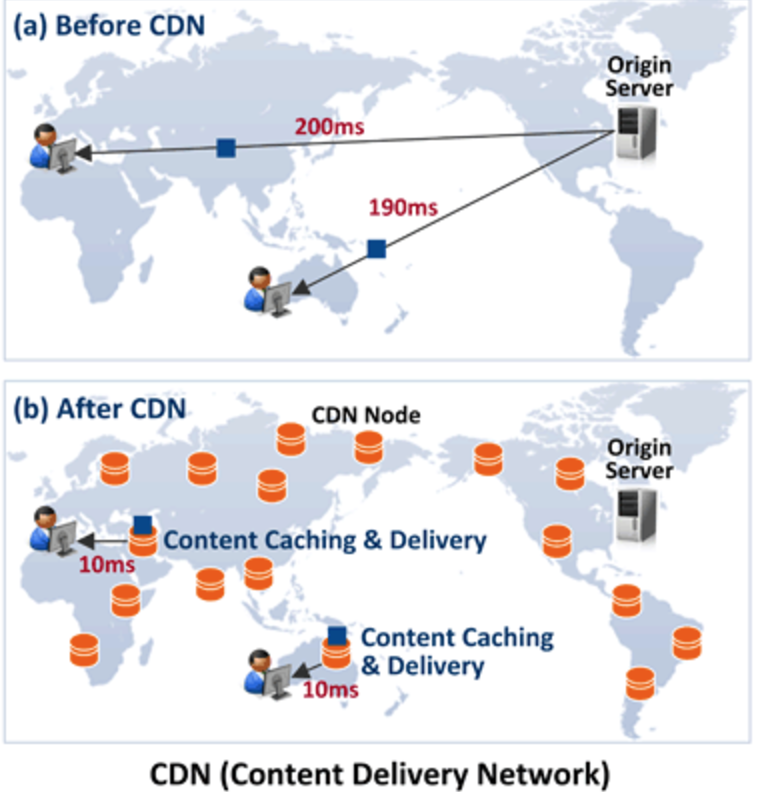 (a) Before CDN
Origin
Server
200ms
190ms
(b) After CDN
CDN Node
Origin
Server
Content Caching & Delivery
10ms
Content Caching
& Delivery
10ms
CDN (Content Delivery Network)